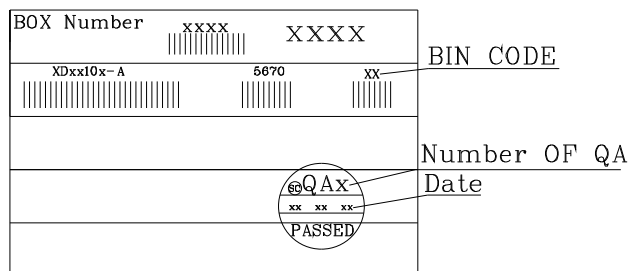 BOX Number xxxx XXXX
XDxx10x-A 5670 XX
BIN CODE
Number OF QA
QAx
Date
xx xx xx
PASSED